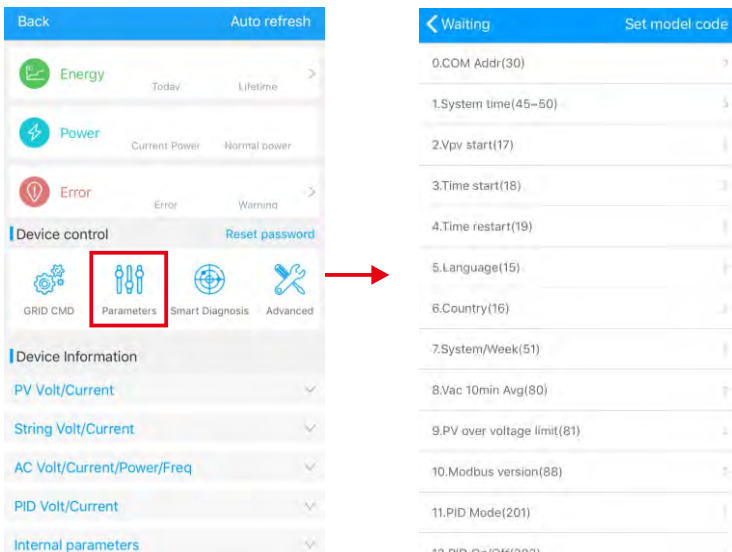 Back Auto refresh
Energy
Today Lifetime
Power
Current Power Normal power
Error
Error Warning
Device control Reset password
GRID CMD Parameters Smart Diagnosis Advanced
Device Information
PV Volt/Current
String Volt/Current
AC Volt/Current/Power/Freq
PID Volt/Current
Internal parameters
Waiting Set model code
0.COM Addr(30)
1.System time(45~50)
2.Vpv start(17)
3.Time start(18)
4.Time restart(19)
5.Language(15)
6.Country(16)
7.System/Week(51)
8.Vac 10min Avg(80)
9.PV over voltage limit(81)
10.Modbus version(88)
11.PID Mode(201)